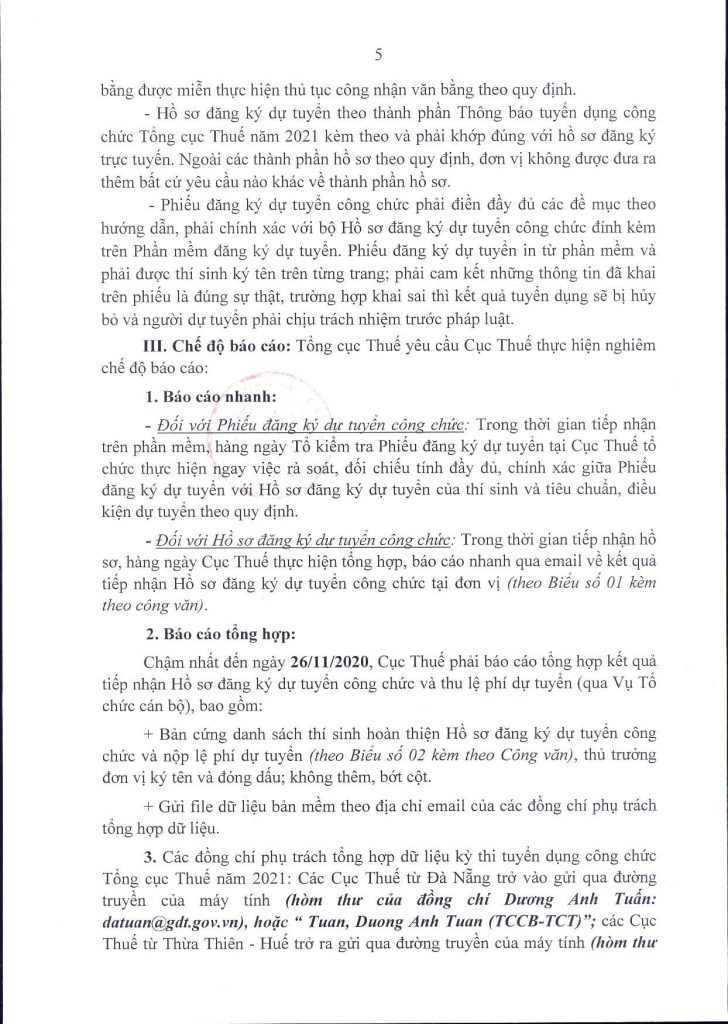 5
bằng được miễn thực hiện thủ tục công nhận văn bằng theo quy định.
- Hồ sơ đăng ký dự tuyển theo thành phần Thông báo tuyển dụng công
chức Tổng cục Thuế năm 2021 kèm theo và phải khớp đúng với hồ sơ đăng ký
trực tuyến. Ngoài các thành phần hồ sơ theo quy định, đơn vị không được đưa ra
thêm bất cứ yêu cầu nào khác về thành phần hồ sơ.
- Phiếu đăng ký dự tuyển công chức phải điền đầy đủ các đề mục theo
hướng dẫn, phải chính xác với bộ Hồ sơ đăng ký dự tuyển công chức đính kèm
trên Phần mềm đăng ký dự tuyển. Phiếu đăng ký dự tuyển in từ phần mềm và
phải được thí sinh ký tên trên từng trang; phải cam kết những thông tin đã khai
trên phiếu là đúng sự thật, trường hợp khai sai thì kết quả tuyển dụng sẽ bị hủy
bỏ và người dự tuyển phải chịu trách nhiệm trước pháp luật.
III. Chế độ báo cáo: Tổng cục Thuế yêu cầu Cục Thuế thực hiện nghiêm
chế độ báo cáo:
1. Báo cáo nhanh:
- Đối với Phiếu đăng ký dự tuyển công chức: Trong thời gian tiếp nhận
trên phần mềm, hàng ngày Tổ kiểm tra Phiếu đăng ký dự tuyển tại Cục Thuế tổ
chức thực hiện ngay việc rà soát, đối chiếu tính đầy đủ, chính xác giữa Phiếu
đăng ký dự tuyển với Hồ sơ đăng ký dự tuyển của thí sinh và tiêu chuẩn, điều
kiện dự tuyển theo quy định.
- Đối với Hồ sơ đăng ký dự tuyển công chức: Trong thời gian tiếp nhận hồ
sơ, hàng ngày Cục Thuế thực hiện tổng hợp, báo cáo nhanh qua email về kết quả
tiếp nhận Hồ sơ đăng ký dự tuyển công chức tại đơn vị (theo Biểu số 01 kèm
theo công văn).
2. Báo cáo tổng hợp:
Chậm nhất đến ngày 26/11/2020, Cục Thuế phải báo cáo tổng hợp kết quả
tiếp nhận Hồ sơ đăng ký dự tuyển công chức và thu lệ phí dự tuyển (qua Vụ Tổ
chức cán bộ), bao gồm:
+ Bản cứng danh sách thí sinh hoàn thiện Hồ sơ đăng ký dự tuyển công
chức và nộp lệ phí dự tuyển (theo Biểu số 02 kèm theo Công văn), thủ trưởng
đơn vị ký tên và đóng dấu; không thêm, bớt cột.
+ Gửi file dữ liệu bản mềm theo địa chỉ email của các đồng chí phụ trách
tổng hợp dữ liệu.
3. Các đồng chí phụ trách tổng hợp dữ liệu kỳ thi tuyển dụng công chức
Tổng cục Thuế năm 2021: Các Cục Thuế từ Đà Nẵng trở vào gửi qua đường
truyền của máy tính (hòm thư của đồng chí Dương Anh Tuấn:
datuan@gdt.gov.vn), hoặc “ Tuan, Duong Anh Tuan (TCCB-TCT)”; các Cục
Thuế từ Thừa Thiên - Huế trở ra gửi qua đường truyền của máy tính (hòm thư